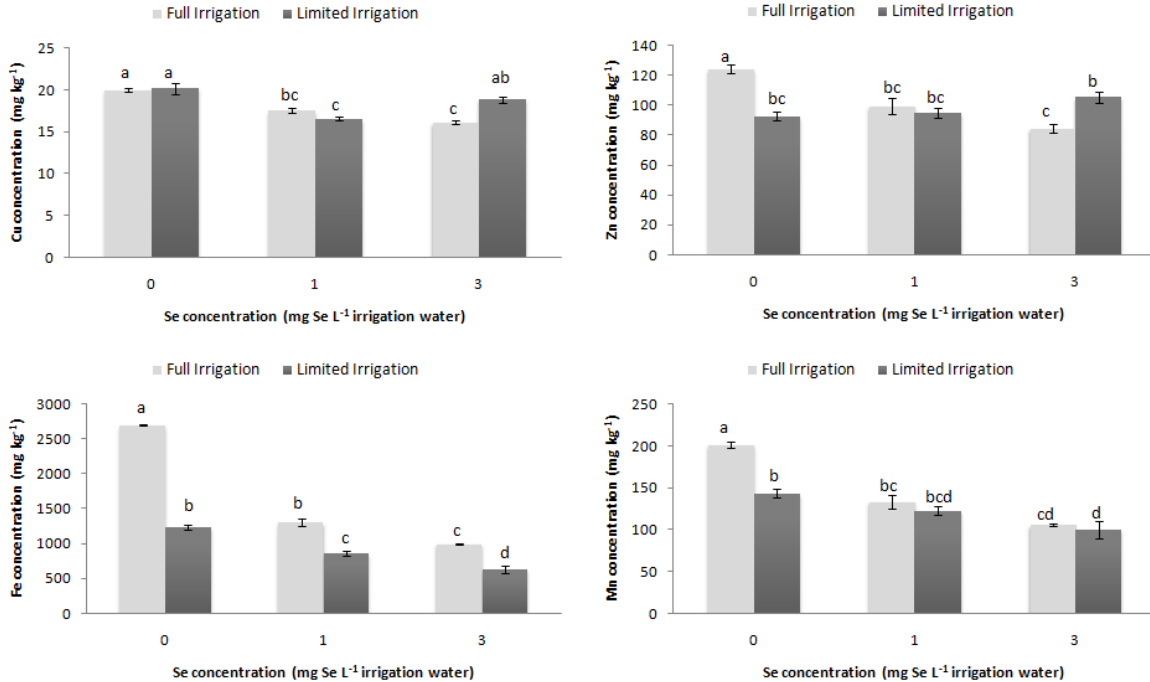 Full Irrigation Limited Irrigation
Cu concentration (mg kg⁻¹)
25
20
15
10
5
0
a a
bc c
c ab
0 1 3
Se concentration (mg Se L⁻¹ irrigation water)
Full Irrigation Limited Irrigation
Zn concentration (mg kg⁻¹)
140
120
100
80
60
40
20
0
a bc
bc bc
c b
0 1 3
Se concentration (mg Se L⁻¹ irrigation water)
Full Irrigation Limited Irrigation
Fe concentration (mg kg⁻¹)
3000
2500
2000
1500
1000
500
0
a b
b c
c d
0 1 3
Se concentration (mg Se L⁻¹ irrigation water)
Full Irrigation Limited Irrigation
Mn concentration (mg kg⁻¹)
250
200
150
100
50
0
a b
bc bcd
cd d
0 1 3
Se concentration (mg Se L⁻¹ irrigation water)